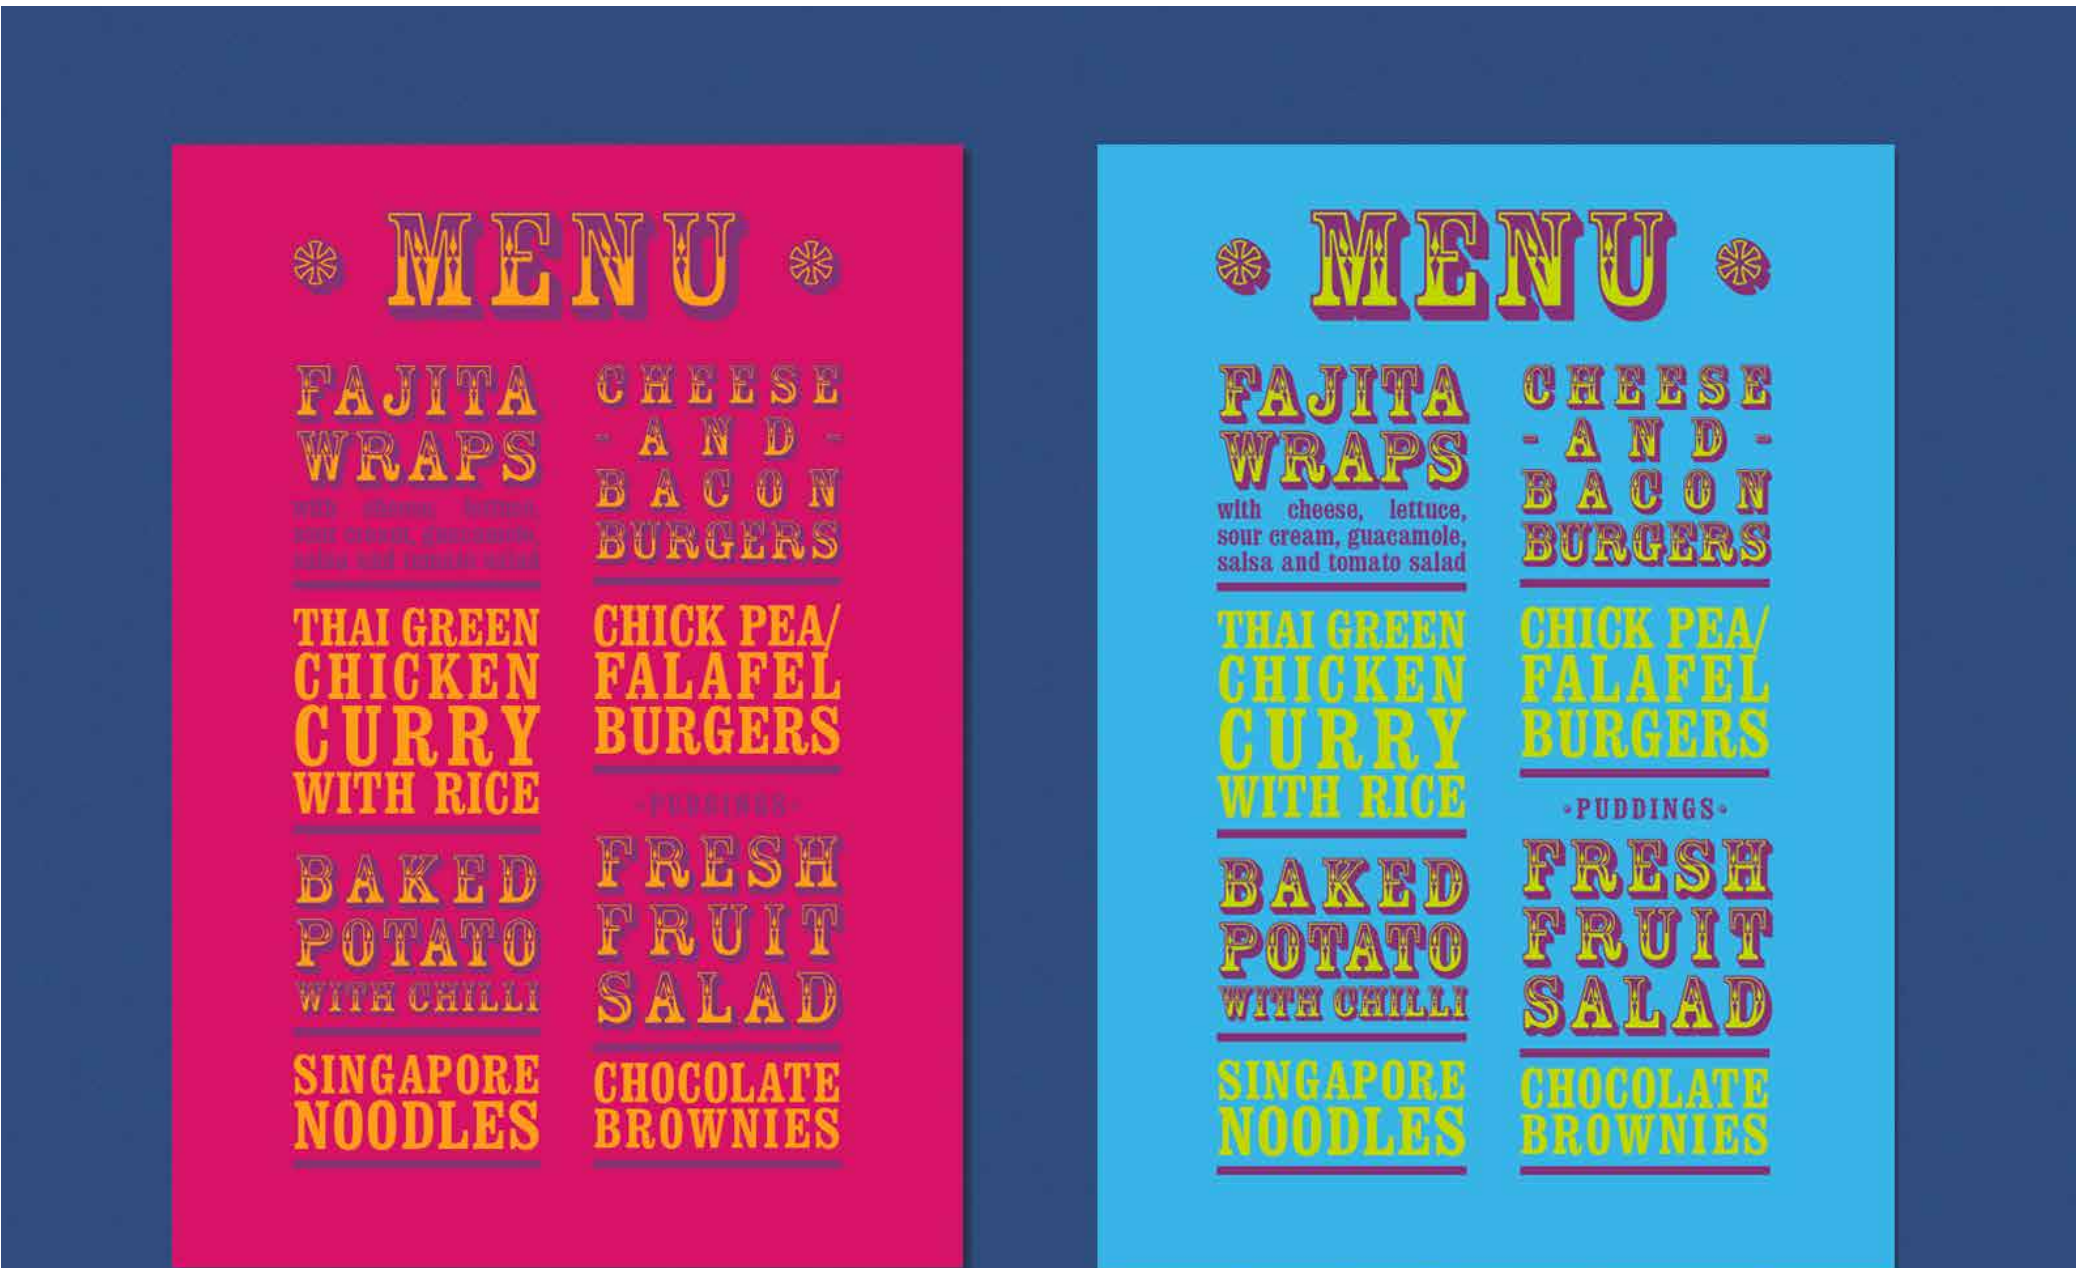 MENU
FAJITA
WRAPS
with cheese, lettuce,
sour cream, guacamole,
salsa and tomato salad
THAI GREEN
CHICKEN
CURRY
WITH RICE
BAKED
POTATO
WITH CHILLI
SINGAPORE
NOODLES
CHEESE
- AND -
BACON
BURGERS
CHICK PEA/
FALAFEL
BURGERS
•PUDDINGS•
FRESH
FRUIT
SALAD
CHOCOLATE
BROWNIES
MENU
FAJITA
WRAPS
with cheese, lettuce,
sour cream, guacamole,
salsa and tomato salad
THAI GREEN
CHICKEN
CURRY
WITH RICE
BAKED
POTATO
WITH CHILLI
SINGAPORE
NOODLES
CHEESE
- AND -
BACON
BURGERS
CHICK PEA/
FALAFEL
BURGERS
•PUDDINGS•
FRESH
FRUIT
SALAD
CHOCOLATE
BROWNIES